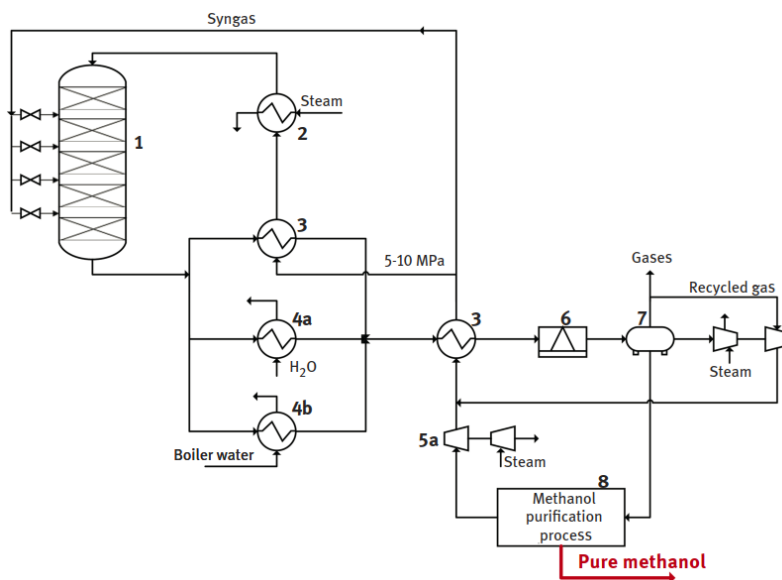 Syngas
Steam
2
1
3
5-10 MPa
Gases
Recycled gas
4a
H₂O
3
6
7
Steam
4b
Boiler water
5a
Steam
8
Methanol
purification
process
Pure methanol